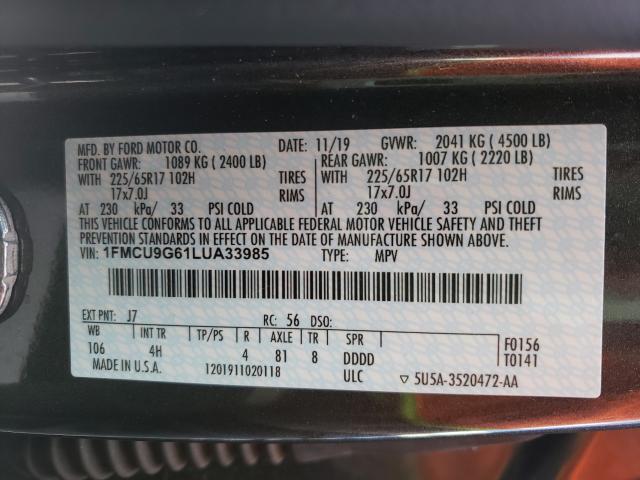 MFD. BY FORD MOTOR CO. DATE: 11/19 GVWR: 2041 KG ( 4500 LB)
FRONT GAWR: 1089 KG ( 2400 LB) REAR GAWR: 1007 KG ( 2220 LB)
WITH 225/65R17 102H TIRES WITH 225/65R17 102H TIRES
17x7.0J RIMS 17x7.0J RIMS
AT 230 kPa/ 33 PSI COLD AT 230 kPa/ 33 PSI COLD
THIS VEHICLE CONFORMS TO ALL APPLICABLE FEDERAL MOTOR VEHICLE SAFETY AND THEFT
PREVENTION STANDARDS IN EFFECT ON THE DATE OF MANUFACTURE SHOWN ABOVE.
VIN: 1FMCU9G61LUA33985 TYPE: MPV
EXT PNT: J7 RC: 56 DSO:
WB INT TR TP/PS R AXLE TR SPR F0156
106 4H 4 81 8 DDDD T0141
MADE IN U.S.A. 1201911020118 ULC ▽ 5U5A-3520472-AA